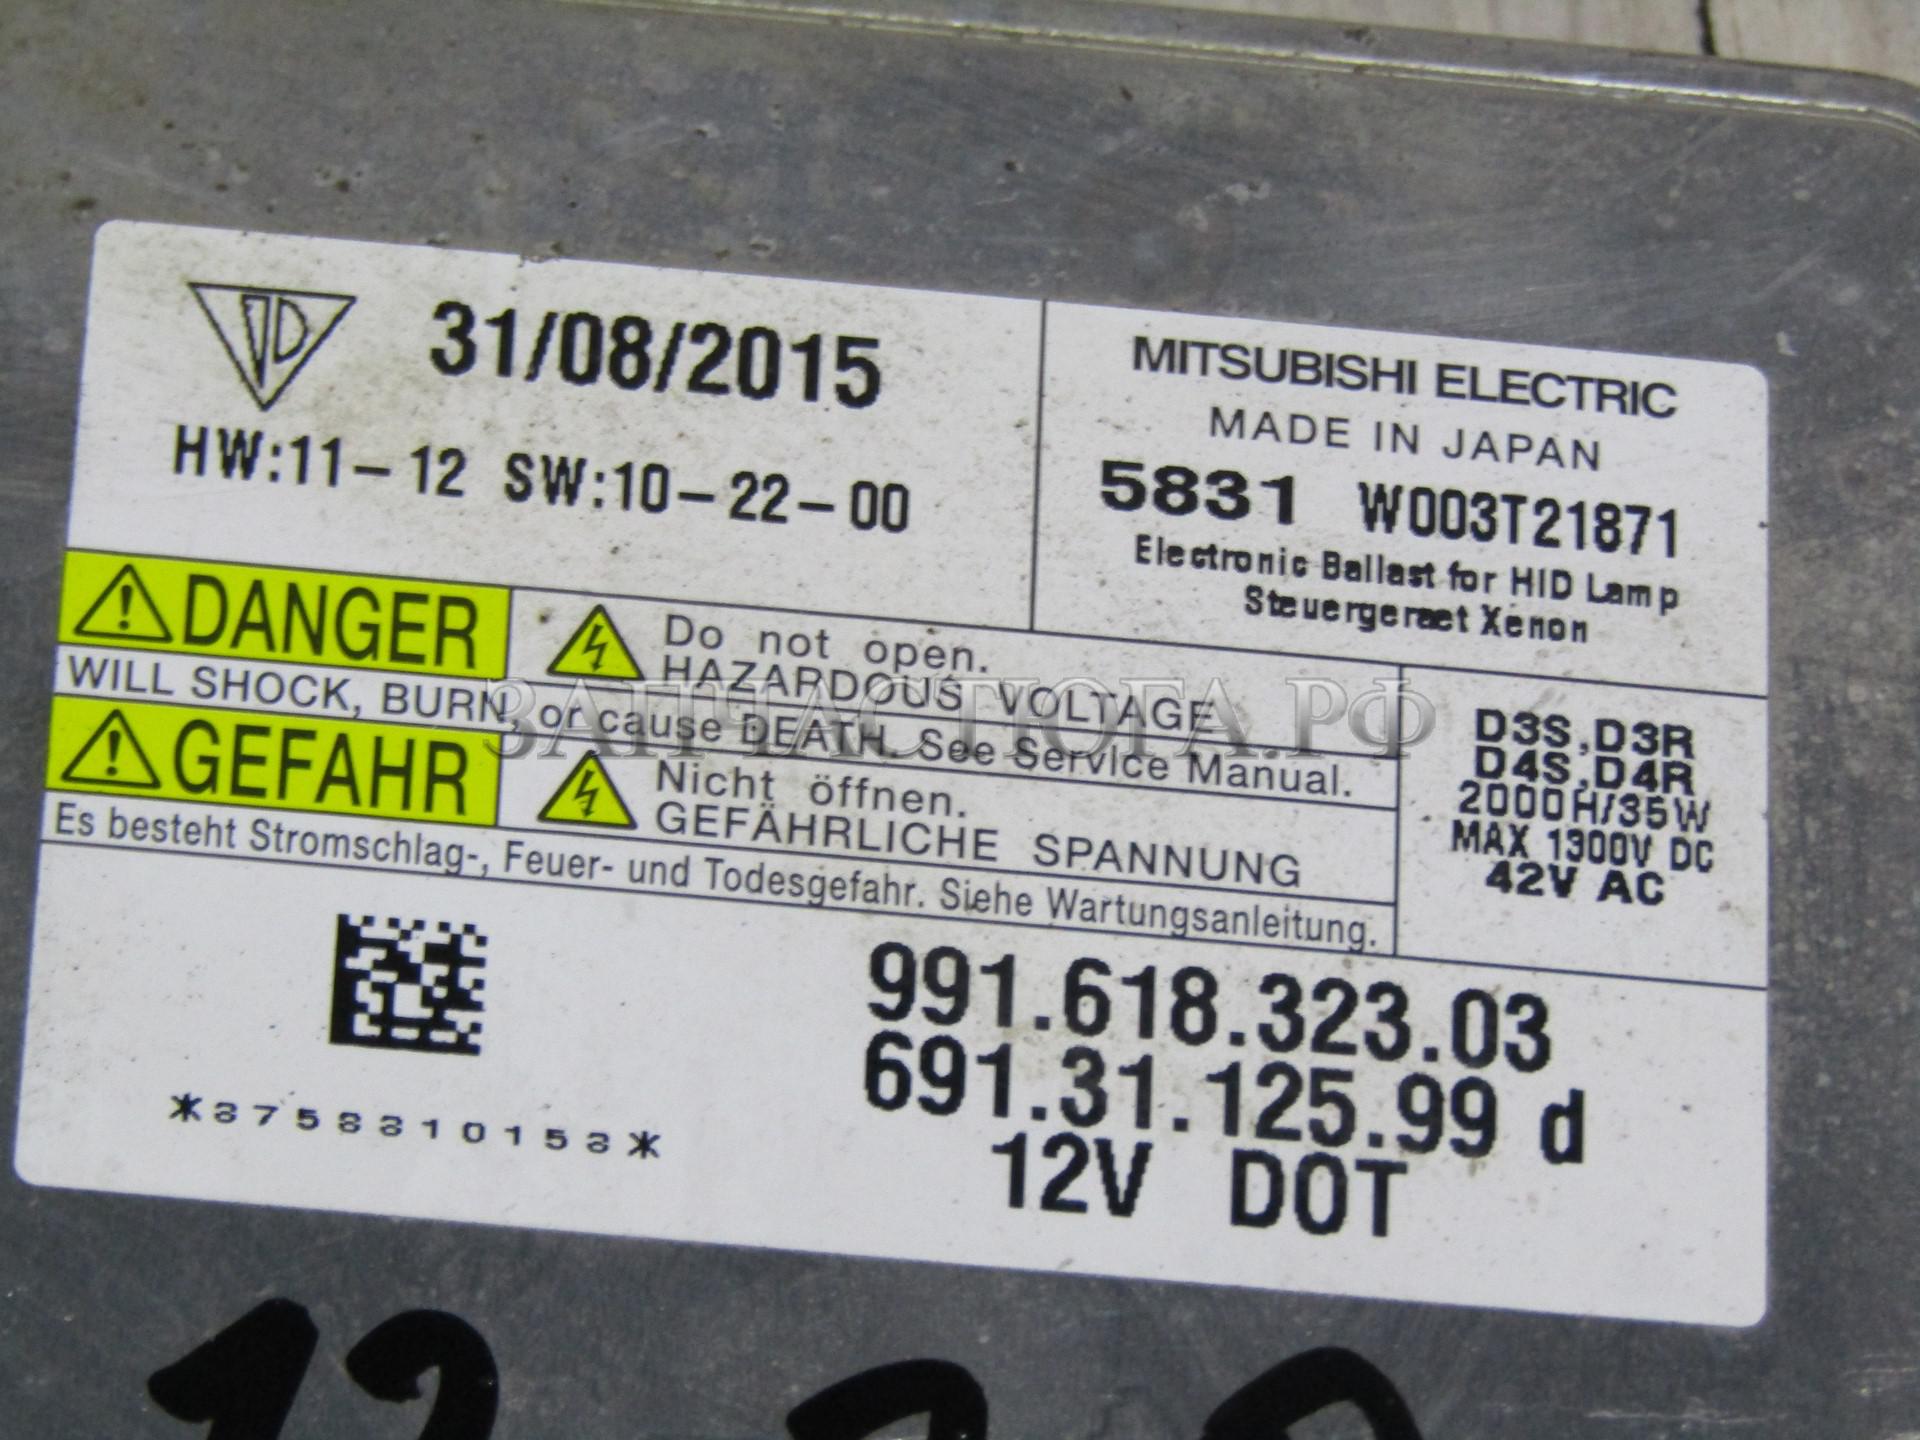 31/08/2015
HW:11-12 SW:10-22-00
MITSUBISHI ELECTRIC
MADE IN JAPAN
5831 W003T21871
Electronic Ballast for HID Lamp
Steuergeraet Xenon
DANGER
Do not open.
HAZARDOUS VOLTAGE
WILL SHOCK, BURN, or cause DEATH. See Service Manual.
GEFAHR
Nicht öffnen.
GEFÄHRLICHE SPANNUNG
Es besteht Stromschlag-, Feuer- und Todesgefahr. Siehe Wartungsanleitung.
D3S,D3R
D4S,D4R
2000H/35W
MAX 1300V DC
42V AC
991.618.323.03
691.31.125.99 d
12V DOT
ЗАПЧАСТЮГА.РФ